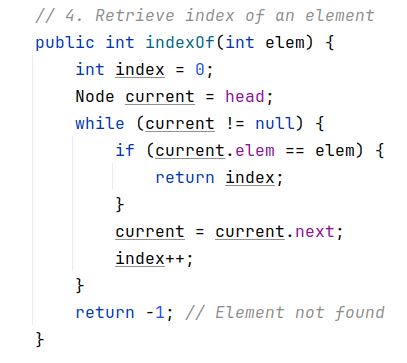 // 4. Retrieve index of an element
public int indexOf(int elem) {
    int index = 0;
    Node current = head;
    while (current != null) {
        if (current.elem == elem) {
            return index;
        }
        current = current.next;
        index++;
    }
    return -1; // Element not found
}